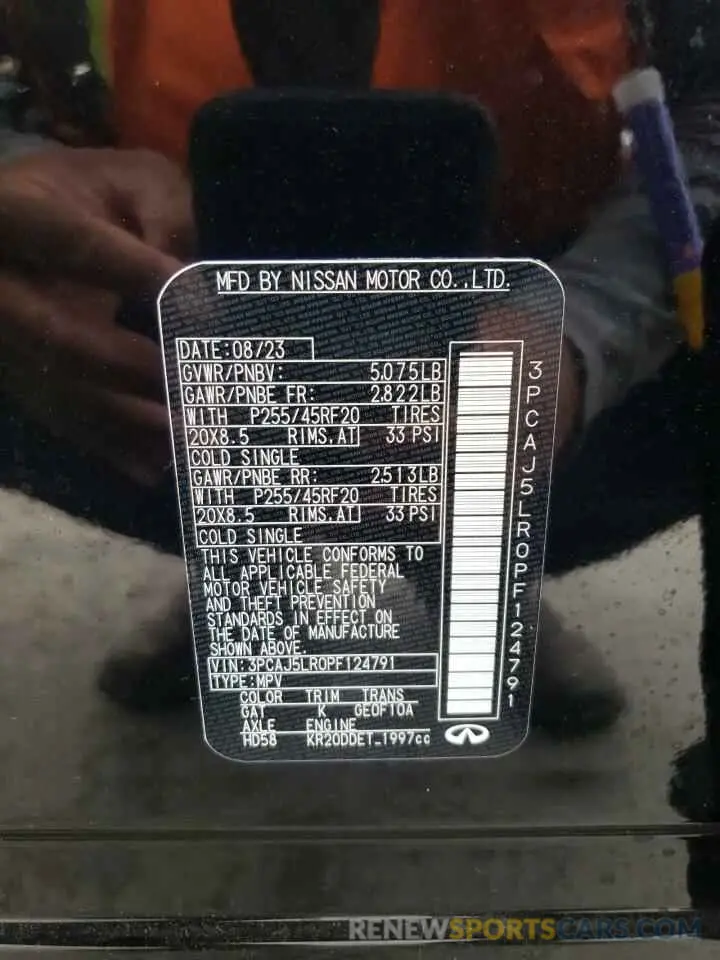 MFD BY NISSAN MOTOR CO.,LTD.
DATE:08/23
GVWR/PNBV: 5.075LB
GAWR/PNBE FR: 2.822LB
WITH P255/45RF20 TIRES
20X8.5 RIMS.AT 33 PSI
COLD SINGLE
GAWR/PNBE RR: 2.513LB
WITH P255/45RF20 TIRES
20X8.5 RIMS.AT 33 PSI
COLD SINGLE
THIS VEHICLE CONFORMS TO
ALL APPLICABLE FEDERAL
MOTOR VEHICLE SAFETY
AND THEFT PREVENTION
STANDARDS IN EFFECT ON
THE DATE OF MANUFACTURE
SHOWN ABOVE.
VIN:3PCAJ5LR0PF124791
TYPE:MPV
COLOR TRIM TRANS
GAT K GE0F10A
AXLE ENGINE
HD58 KR20DDET-1997cc
3PCAJ5LR0PF124791
RENEWSPORTSCARS.COM